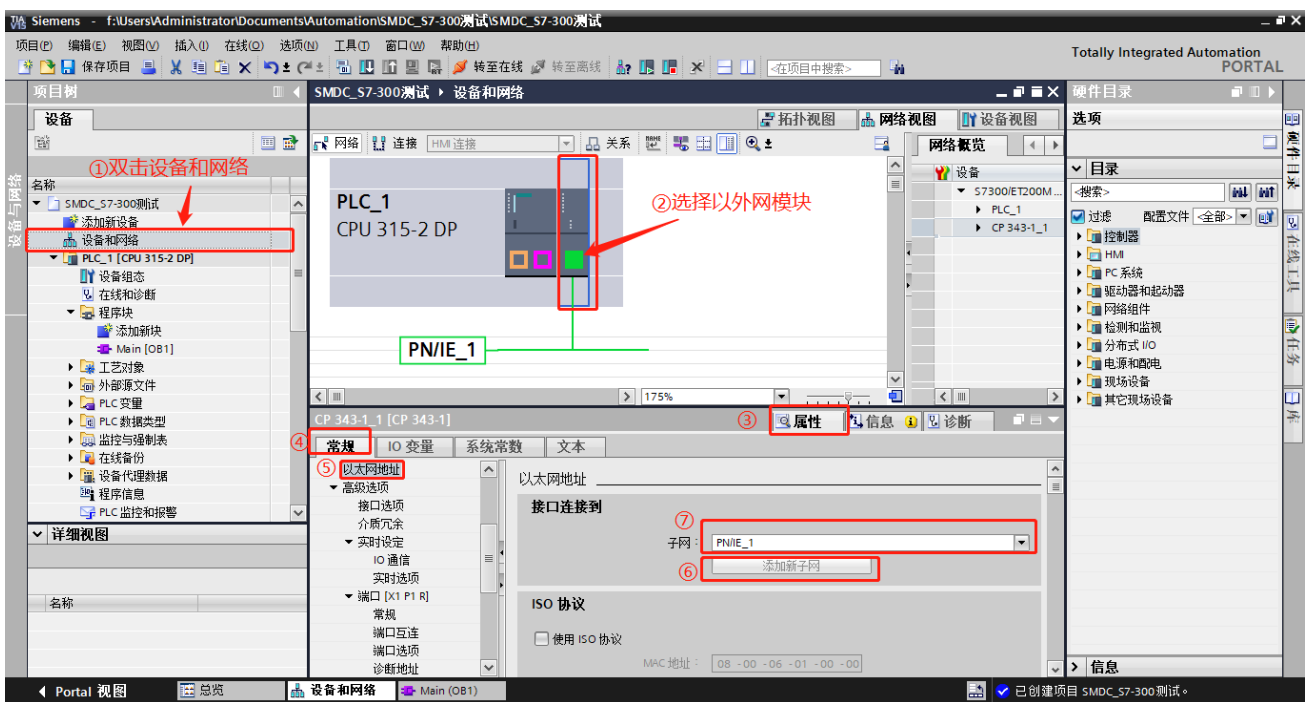 Siemens - f:\Users\Administrator\Documents\Automation\SMDC_S7-300测试\SMDC_S7-300测试
项目(P) 编辑(E) 视图(V) 插入(I) 在线(O) 选项(N) 工具(T) 窗口(W) 帮助(H)
Totally Integrated Automation
PORTAL
保存项目 转至在线 转至离线 <在项目中搜索>
项目树
设备
①双击设备和网络
名称
SMDC_S7-300测试
添加新设备
设备和网络
PLC_1 [CPU 315-2 DP]
设备组态
在线和诊断
程序块
添加新块
Main [OB1]
工艺对象
外部源文件
PLC 变量
PLC 数据类型
监控与强制表
在线备份
设备代理数据
程序信息
PLC 监控和报警
详细视图
名称
设备与网络
SMDC_S7-300测试 ▸ 设备和网络
拓扑视图 网络视图 设备视图
网络 连接 HMI 连接 关系
PLC_1
CPU 315-2 DP
②选择以外网模块
PN/IE_1
175%
网络概览
设备
S7300/ET200M...
PLC_1
CP 343-1_1
CP 343-1_1 [CP 343-1]
③ 属性 信息 诊断
④ 常规 IO 变量 系统常数 文本
⑤ 以太网地址
高级选项
接口选项
介质冗余
实时设定
IO 通信
实时选项
端口 [X1 P1 R]
常规
端口互连
端口选项
诊断地址
以太网地址
接口连接到
⑦
子网: PN/IE_1
⑥ 添加新子网
ISO 协议
使用 ISO 协议
MAC 地址: 08 -00 -06 -01 -00 -00
硬件目录
选项
目录
<搜索>
过滤 配置文件 <全部>
控制器
HMI
PC 系统
驱动器和起动器
网络组件
检测和监视
分布式 I/O
电源和配电
现场设备
其它现场设备
信息
硬件目录
在线工具
任务
库
Portal 视图 总览 设备和网络 Main (OB1) 已创建项目 SMDC_S7-300测试。